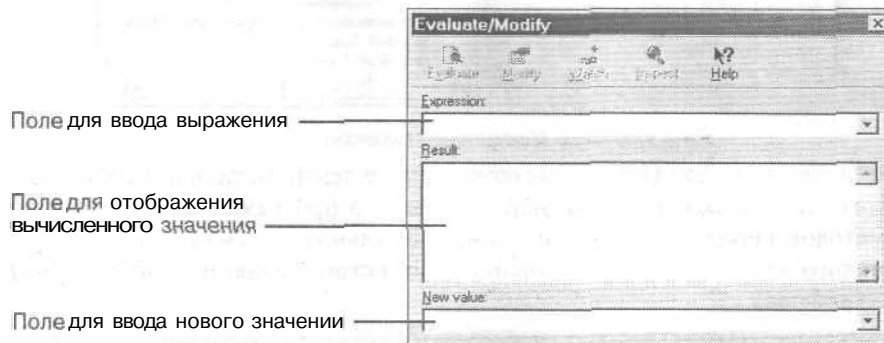 Evaluate/Modify
Evaluate Modify Watch Inspect Help
Expression:
Поле для ввода выражения
Result:
Поле для отображения
вычисленного значения
New value:
Поле для ввода нового значении